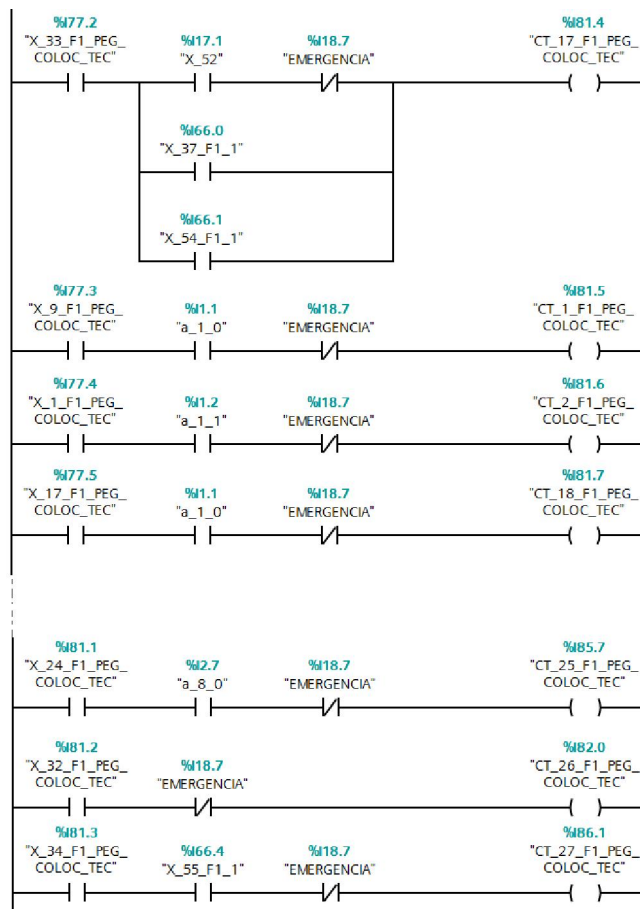 %I77.2
"X_33_F1_PEG_
COLOC_TEC"
%I17.1
"X_52"
%I18.7
"EMERGENCIA"
%I81.4
"CT_17_F1_PEG_
COLOC_TEC"
%I66.0
"X_37_F1_1"
%I66.1
"X_54_F1_1"
%I77.3
"X_9_F1_PEG_
COLOC_TEC"
%I1.1
"a_1_0"
%I18.7
"EMERGENCIA"
%I81.5
"CT_1_F1_PEG_
COLOC_TEC"
%I77.4
"X_1_F1_PEG_
COLOC_TEC"
%I1.2
"a_1_1"
%I18.7
"EMERGENCIA"
%I81.6
"CT_2_F1_PEG_
COLOC_TEC"
%I77.5
"X_17_F1_PEG_
COLOC_TEC"
%I1.1
"a_1_0"
%I18.7
"EMERGENCIA"
%I81.7
"CT_18_F1_PEG_
COLOC_TEC"
%I81.1
"X_24_F1_PEG_
COLOC_TEC"
%I2.7
"a_8_0"
%I18.7
"EMERGENCIA"
%I85.7
"CT_25_F1_PEG_
COLOC_TEC"
%I81.2
"X_32_F1_PEG_
COLOC_TEC"
%I18.7
"EMERGENCIA"
%I82.0
"CT_26_F1_PEG_
COLOC_TEC"
%I81.3
"X_34_F1_PEG_
COLOC_TEC"
%I66.4
"X_55_F1_1"
%I18.7
"EMERGENCIA"
%I86.1
"CT_27_F1_PEG_
COLOC_TEC"